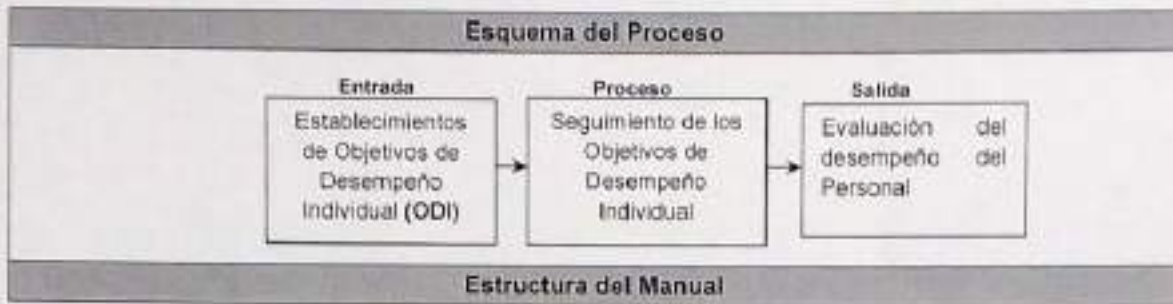 Esquema del Proceso
Entrada
Establecimientos
de Objetivos de
Desempeño
Individual (ODI)
Proceso
Seguimiento de los
Objetivos de
Desempeño
Individual
Salida
Evaluación del
desempeño del
Personal
Estructura del Manual